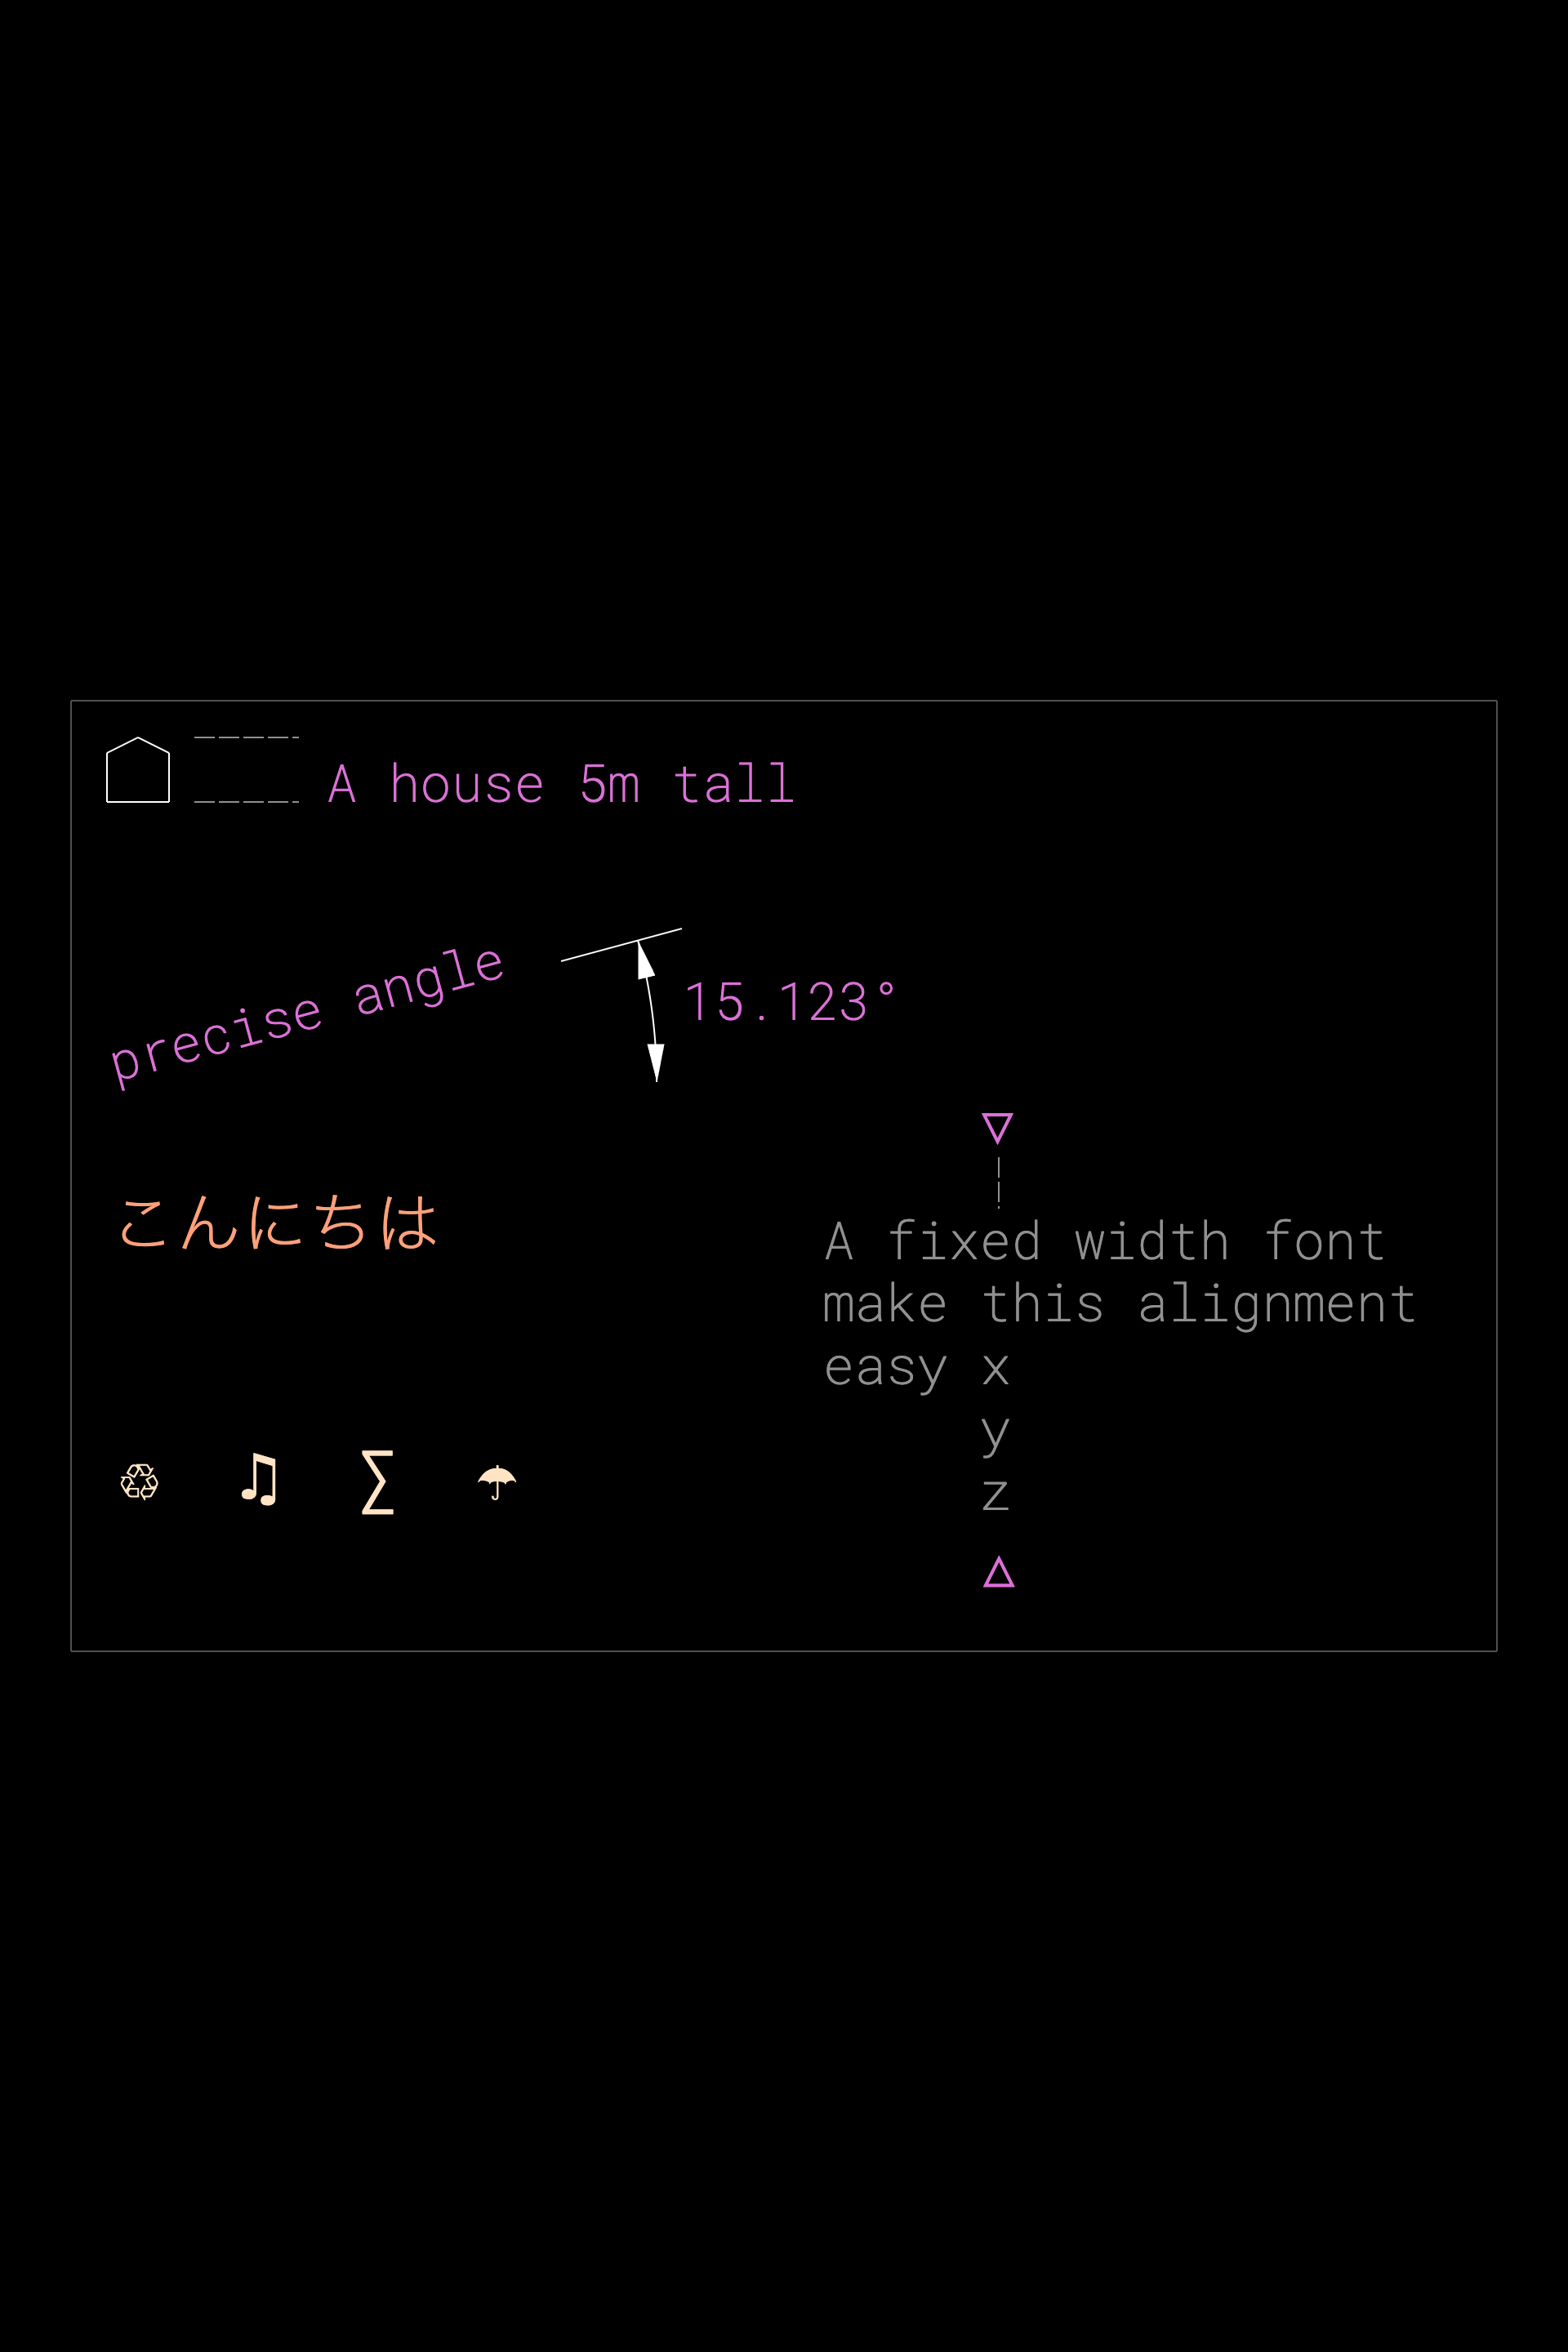 A house 5m tall
precise angle
15.123°
こんにちは
A fixed width font
make this alignment
easy x
y
z
♲ ♫ ∑ ☂